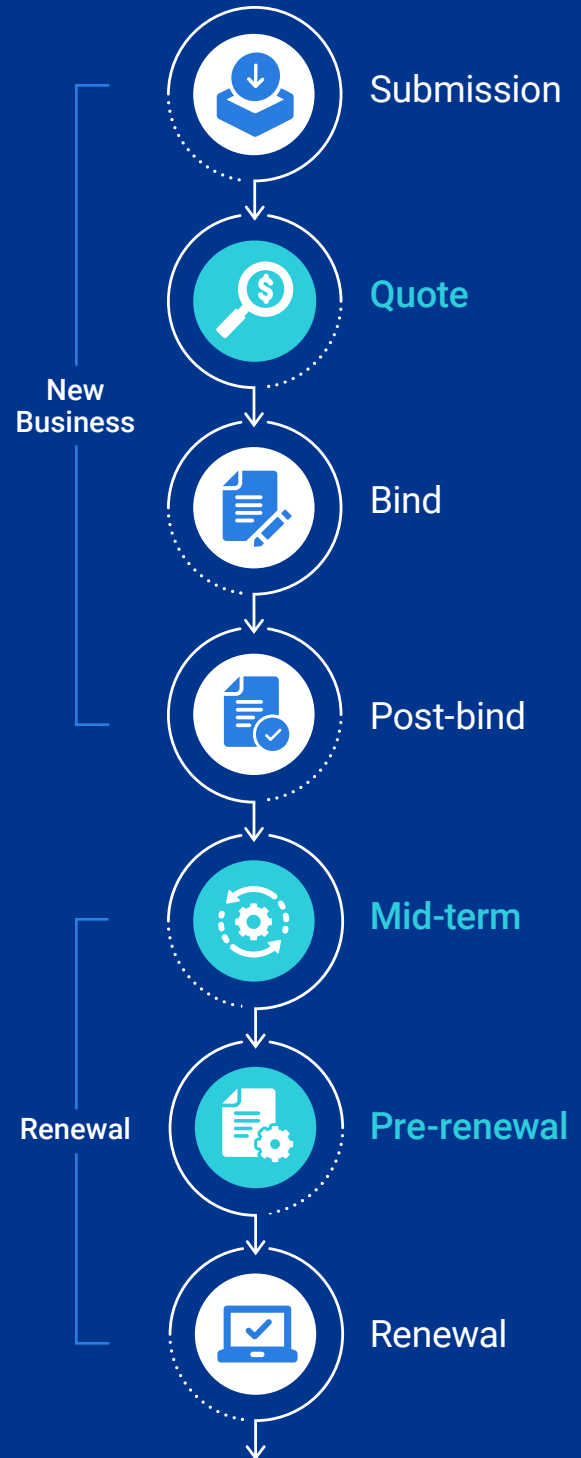 Submission
$
Quote
New
Business
Bind
Post-bind
Mid-term
Renewal
Pre-renewal
Renewal